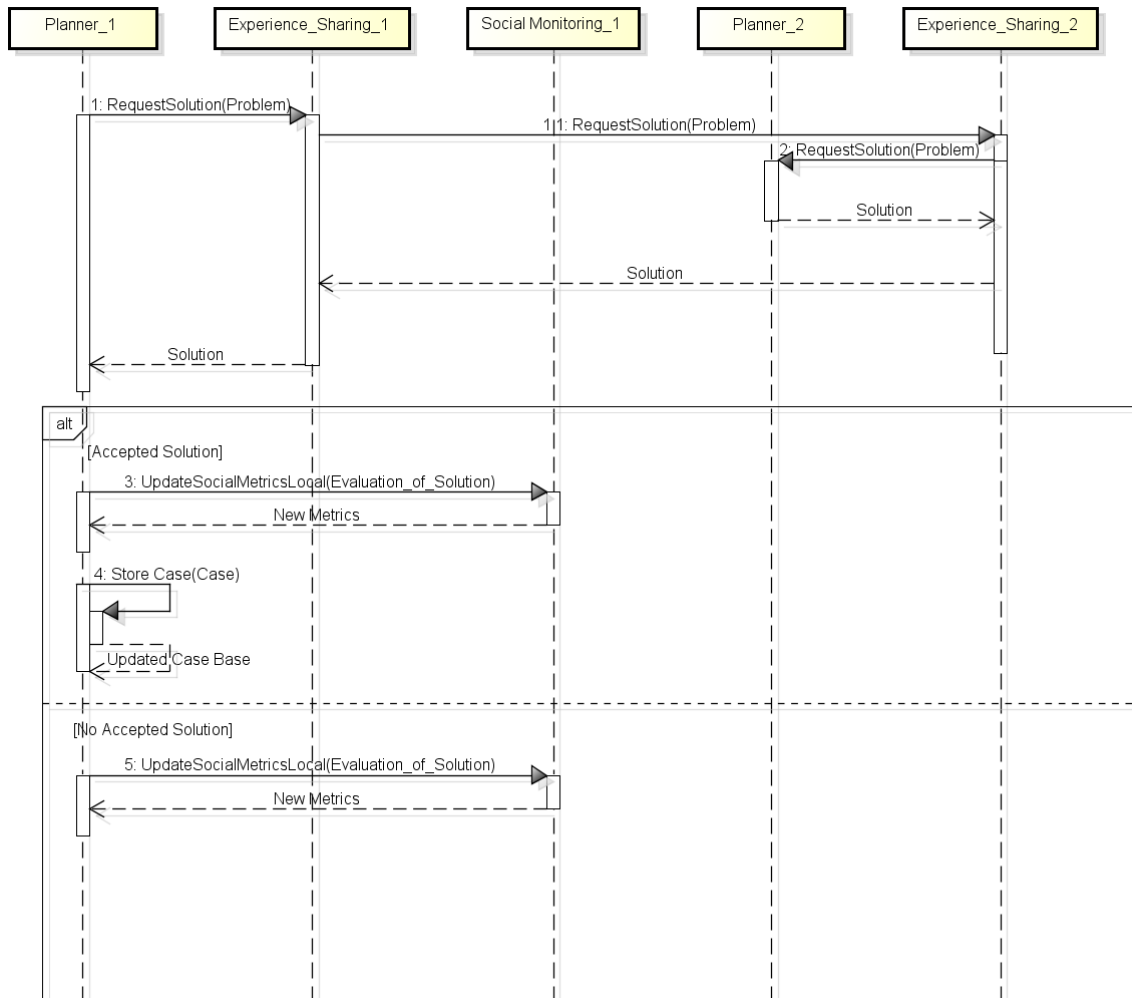 Planner_1
Experience_Sharing_1
Social Monitoring_1
Planner_2
Experience_Sharing_2
1: RequestSolution(Problem)
1.1: RequestSolution(Problem)
2: RequestSolution(Problem)
Solution
Solution
Solution
alt
[Accepted Solution]
3: UpdateSocialMetricsLocal(Evaluation_of_Solution)
New Metrics
4: Store Case(Case)
Updated Case Base
[No Accepted Solution]
5: UpdateSocialMetricsLocal(Evaluation_of_Solution)
New Metrics